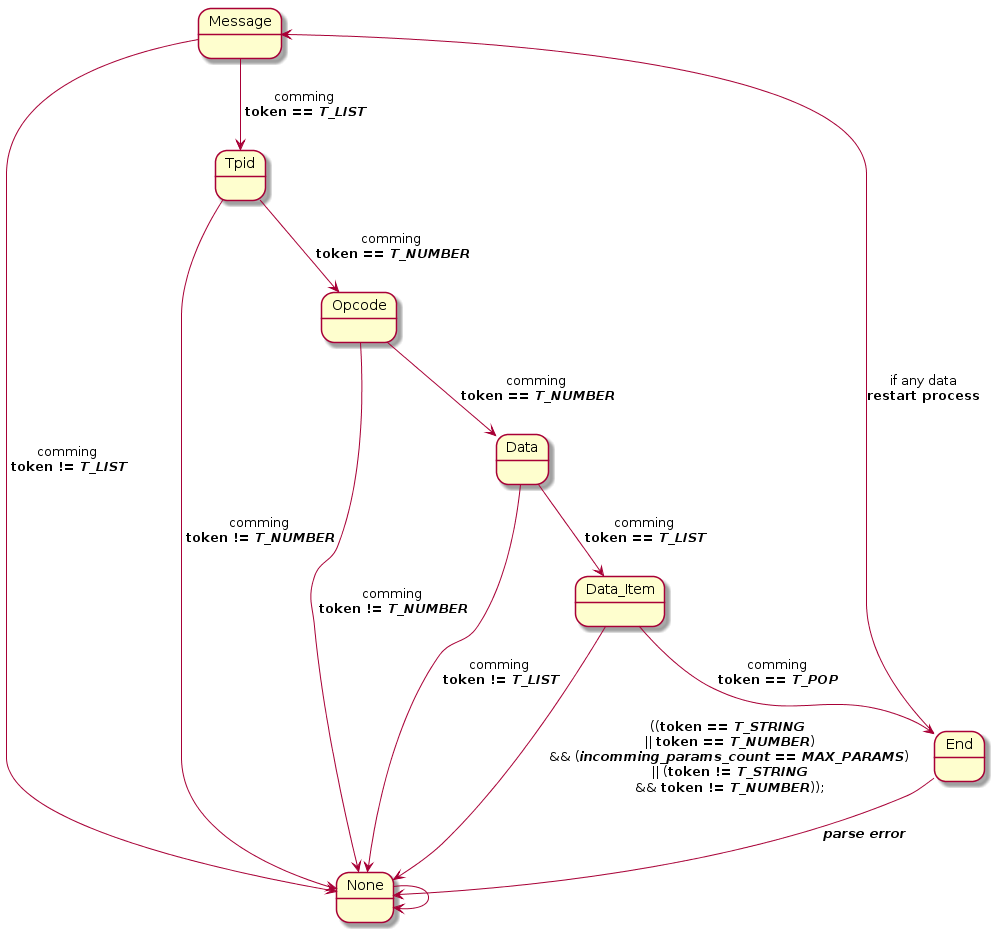 Message
comming
token == T_LIST
Tpid
comming
token == T_NUMBER
Opcode
if any data
restart process
comming
token == T_NUMBER
Data
comming
token != T_LIST
comming
token != T_NUMBER
comming
token == T_LIST
Data_Item
comming
token != T_NUMBER
comming
token != T_LIST
comming
token == T_POP
((token == T_STRING
|| token == T_NUMBER)
&& (incomming_params_count == MAX_PARAMS)
|| (token != T_STRING
&& token != T_NUMBER));
End
parse error
None